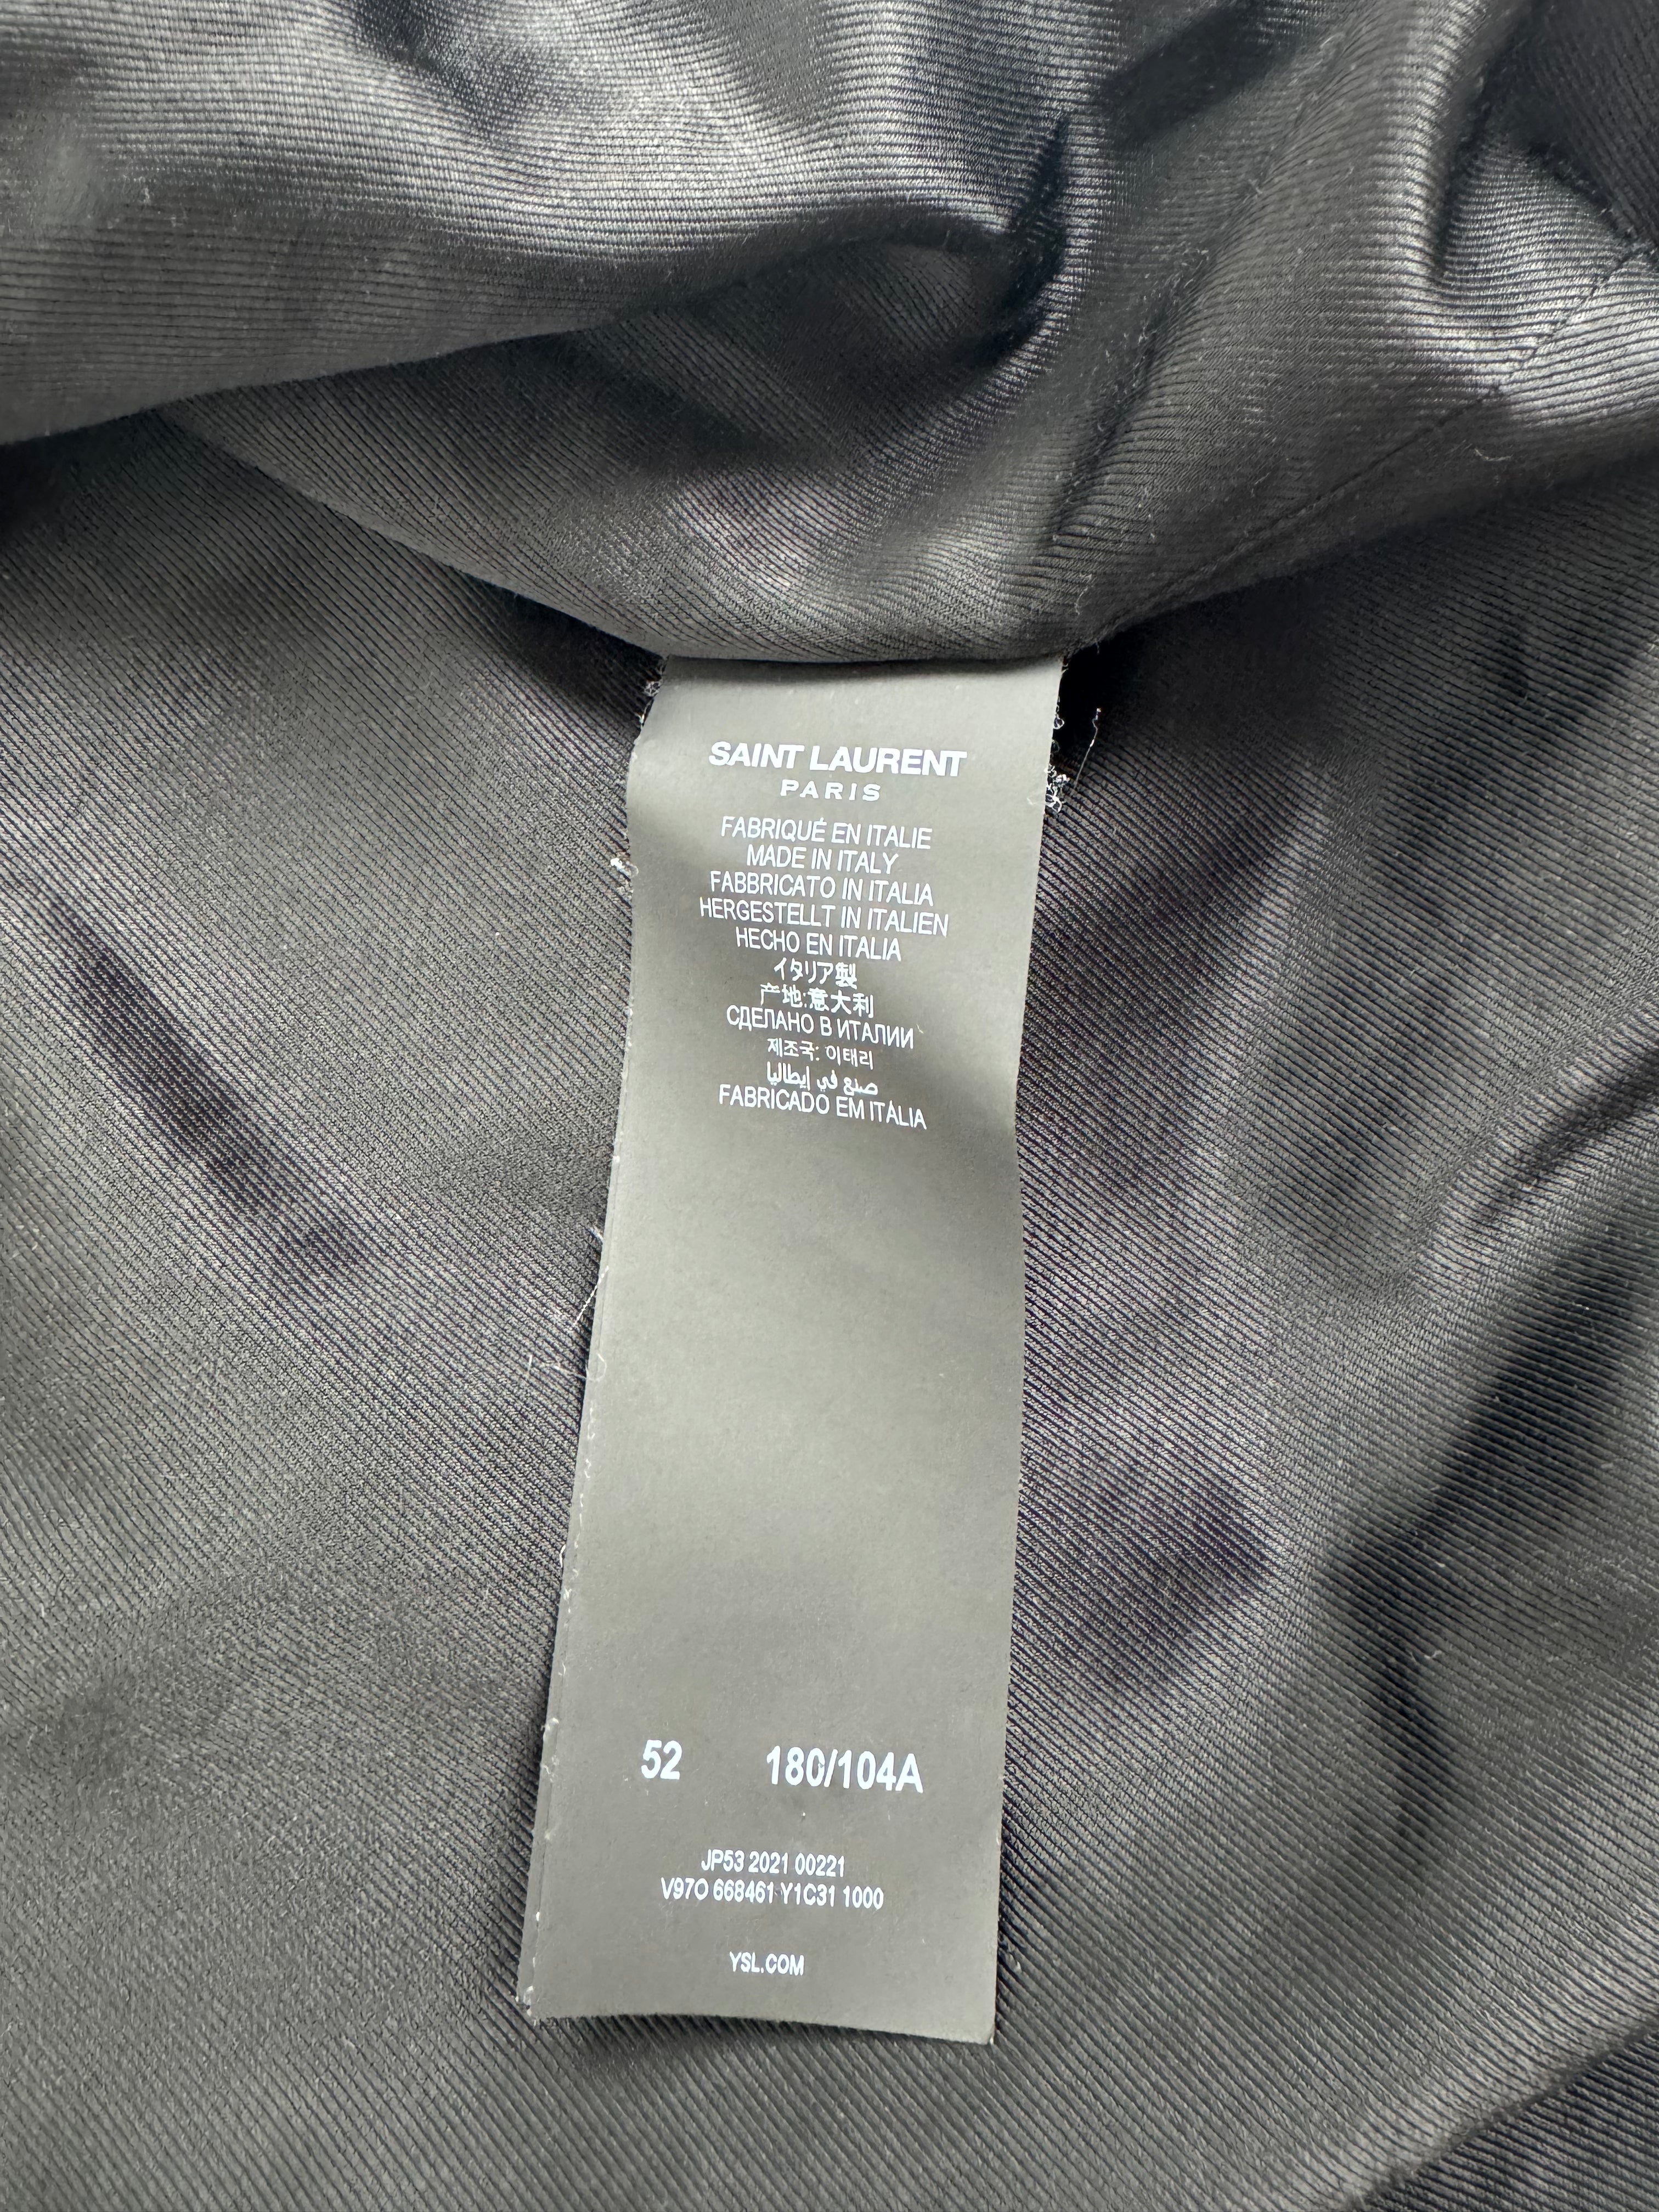 SAINT LAURENT
PARIS
FABRIQUÉ EN ITALIE
MADE IN ITALY
FABBRICATO IN ITALIA
HERGESTELLT IN ITALIEN
HECHO EN ITALIA
イタリア製
产地:意大利
СДЕЛАНО В ИТАЛИИ
제조국: 이태리
صنع في إيطاليا
FABRICADO EM ITÁLIA
52 180/104A
JP53 2021 00221
V97O 668461 Y1C31 1000
YSL.COM